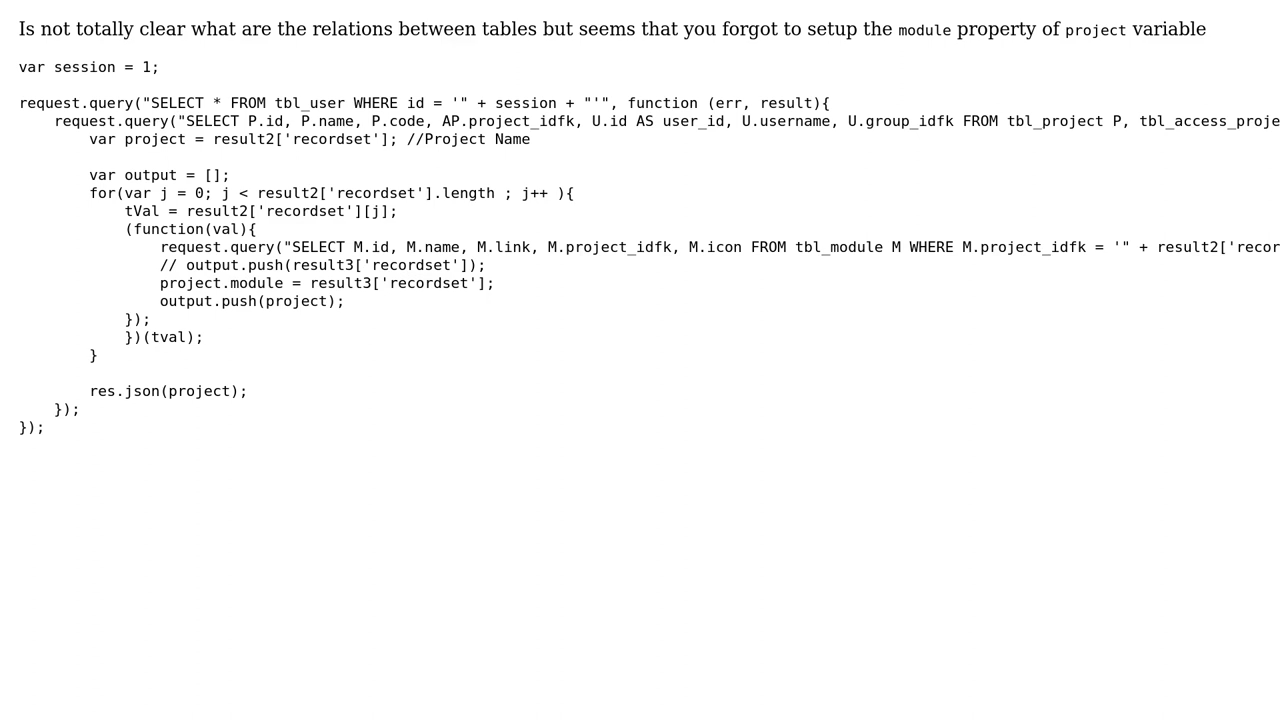 Is not totally clear what are the relations between tables but seems that you forgot to setup the module property of project variable
var session = 1;
request.query("SELECT * FROM tbl_user WHERE id = '" + session + "'", function (err, result){
request.query("SELECT P.id, P.name, P.code, AP.project_idfk, U.id AS user_id, U.username, U.group_idfk FROM tbl_project P, tbl_access_proje
var project = result2['recordset']; //Project Name
var output = [];
for(var j = 0; j < result2['recordset'].length ; j++ ){
tVal = result2['recordset'][j];
(function(val){
request.query("SELECT M.id, M.name, M.link, M.project_idfk, M.icon FROM tbl_module M WHERE M.project_idfk = '" + result2['recor
// output.push(result3['recordset']);
project.module = result3['recordset'];
output.push(project);
});
})(tval);
}
res.json(project);
});
});